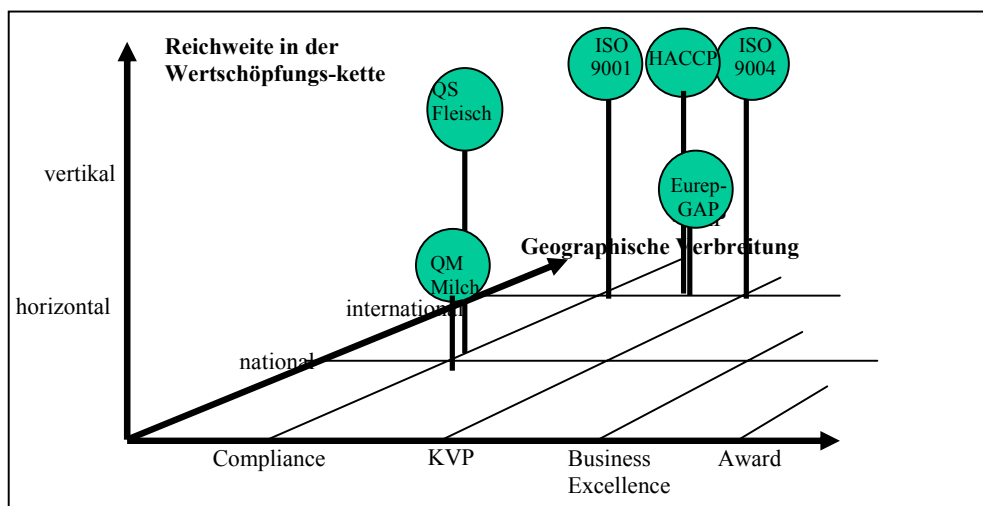 Reichweite in der
Wertschöpfungs-kette
ISO
9001
HACCP
ISO
9004
QS
Fleisch
vertikal
Eurep-
GAP
Geographische Verbreitung
QM
Milch
horizontal
international
national
Compliance
KVP
Business
Excellence
Award